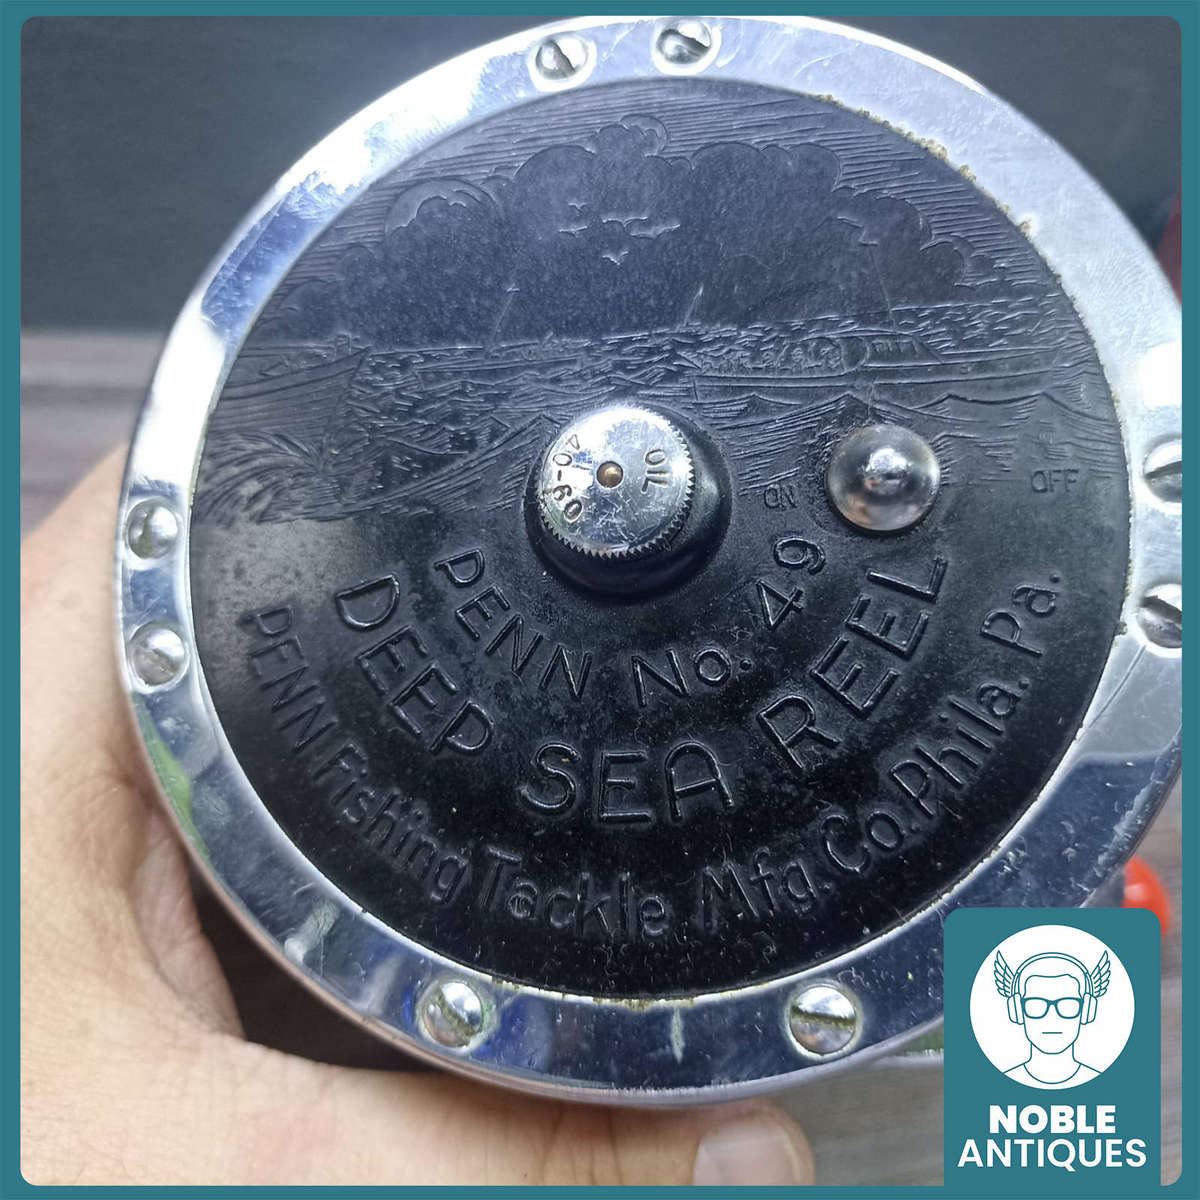 OIL
40-60
ON
OFF
PENN No. 49
DEEP SEA REEL
PENN Fishing Tackle Mfg. Co. Phila. Pa.
NOBLE
ANTIQUES